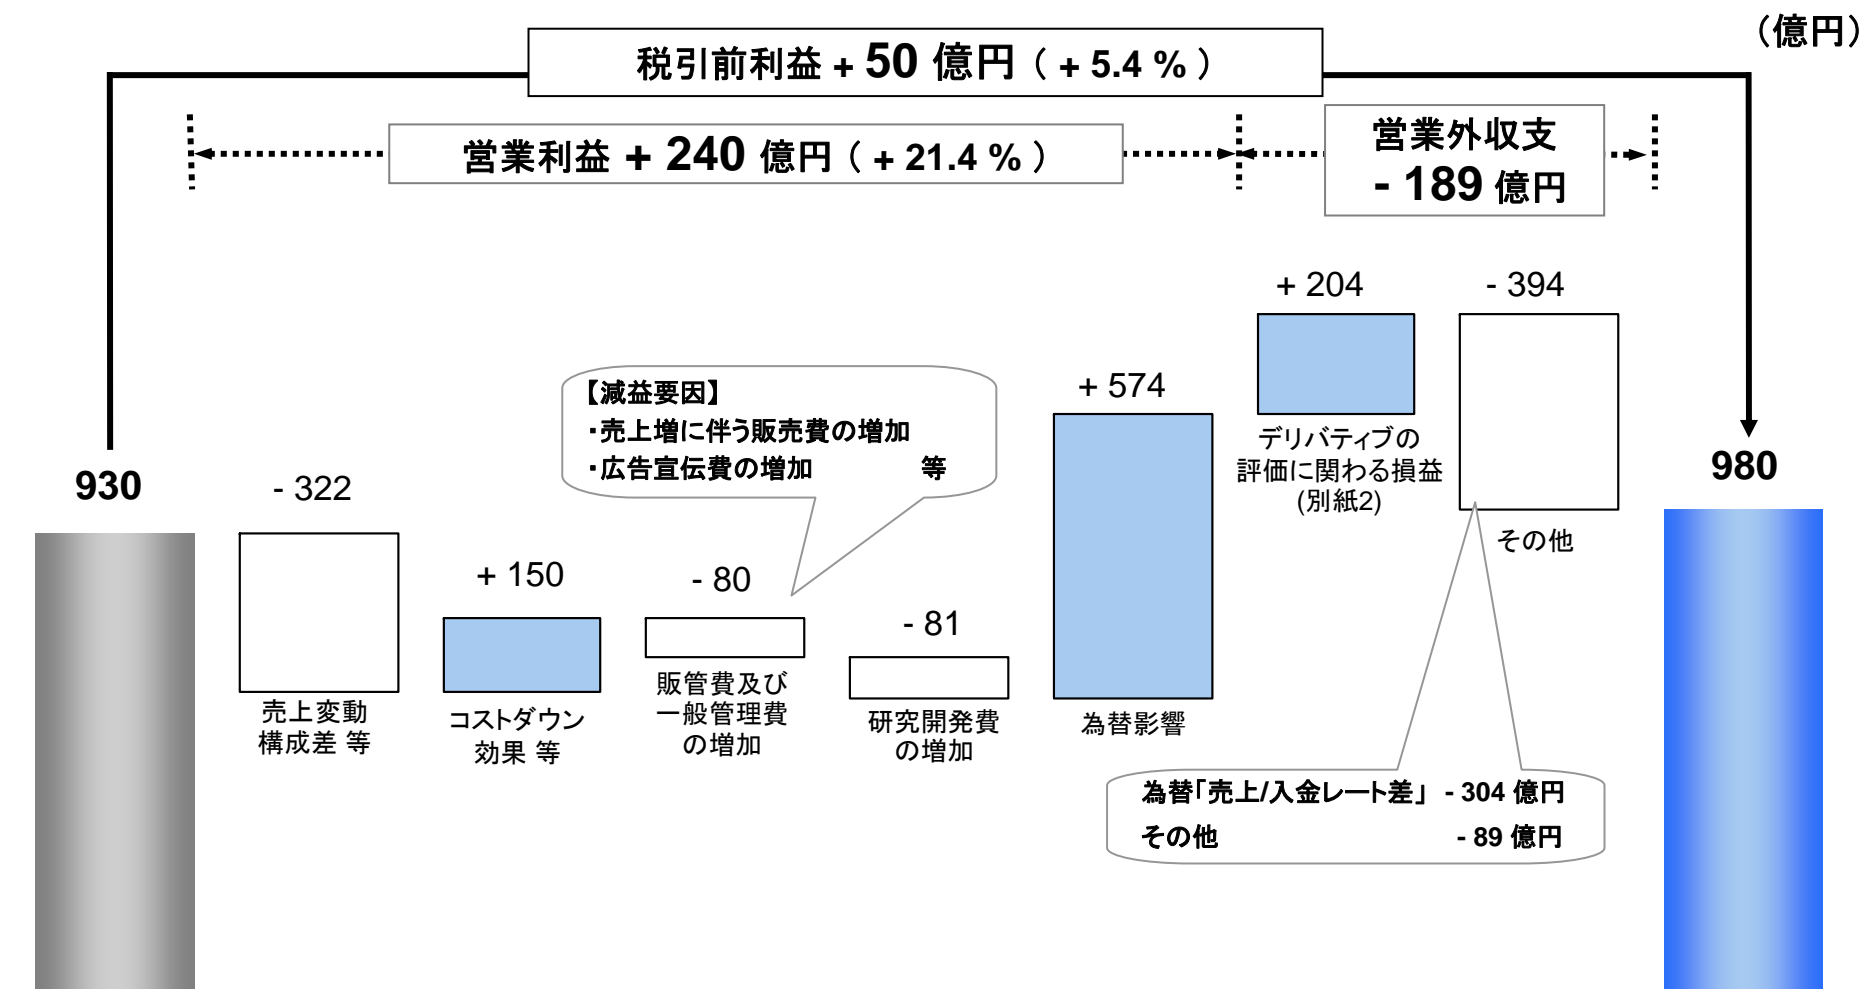 （億円）
税引前利益 + 50 億円（ + 5.4 % ）
営業利益 + 240 億円（ + 21.4 % ）
営業外収支
- 189 億円
+ 204
- 394
+ 574
【減益要因】
・売上増に伴う販売費の増加
・広告宣伝費の増加 等
デリバティブの
評価に関わる損益
(別紙2)
その他
930
980
- 322
+ 150
- 80
- 81
売上変動
構成差 等
コストダウン
効果 等
販管費及び
一般管理費
の増加
研究開発費
の増加
為替影響
為替「売上/入金レート差」 - 304 億円
その他 - 89 億円